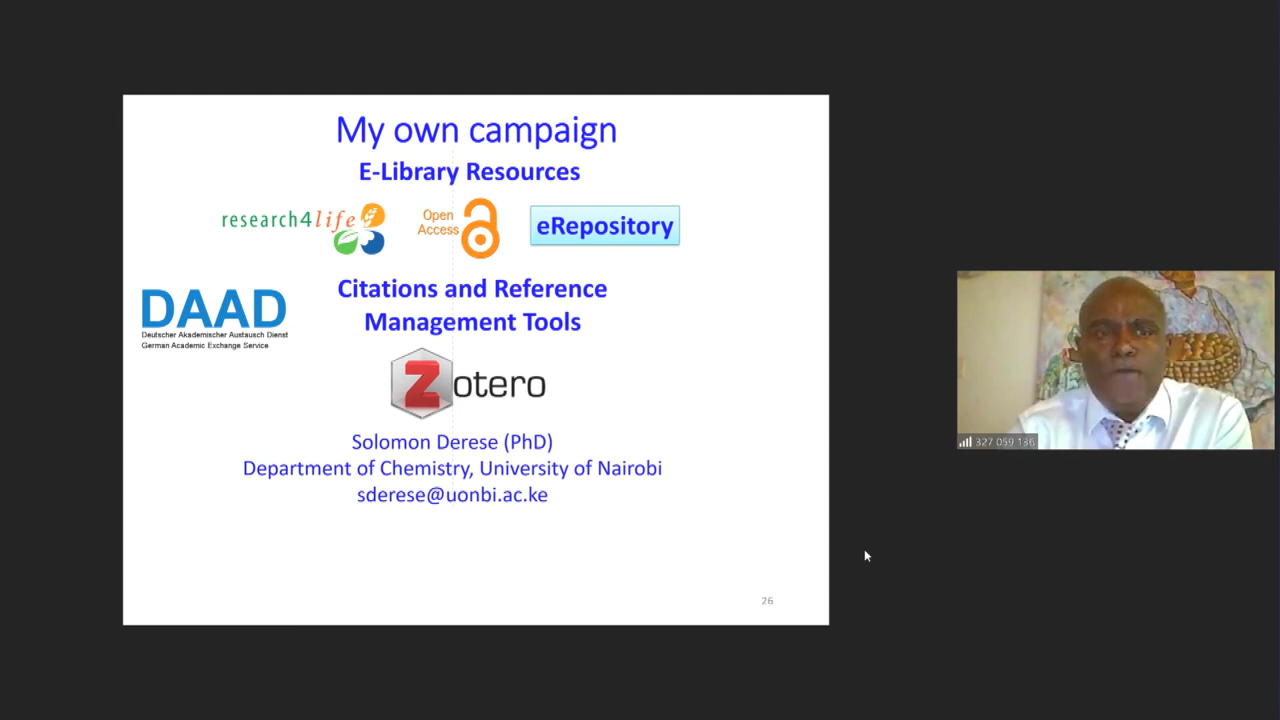 My own campaign
E-Library Resources
research4life
Open
Access
eRepository
DAAD
Deutscher Akademischer Austausch Dienst
German Academic Exchange Service
Citations and Reference
Management Tools
Zotero
Solomon Derese (PhD)
Department of Chemistry, University of Nairobi
sderese@uonbi.ac.ke
26
327 059 136